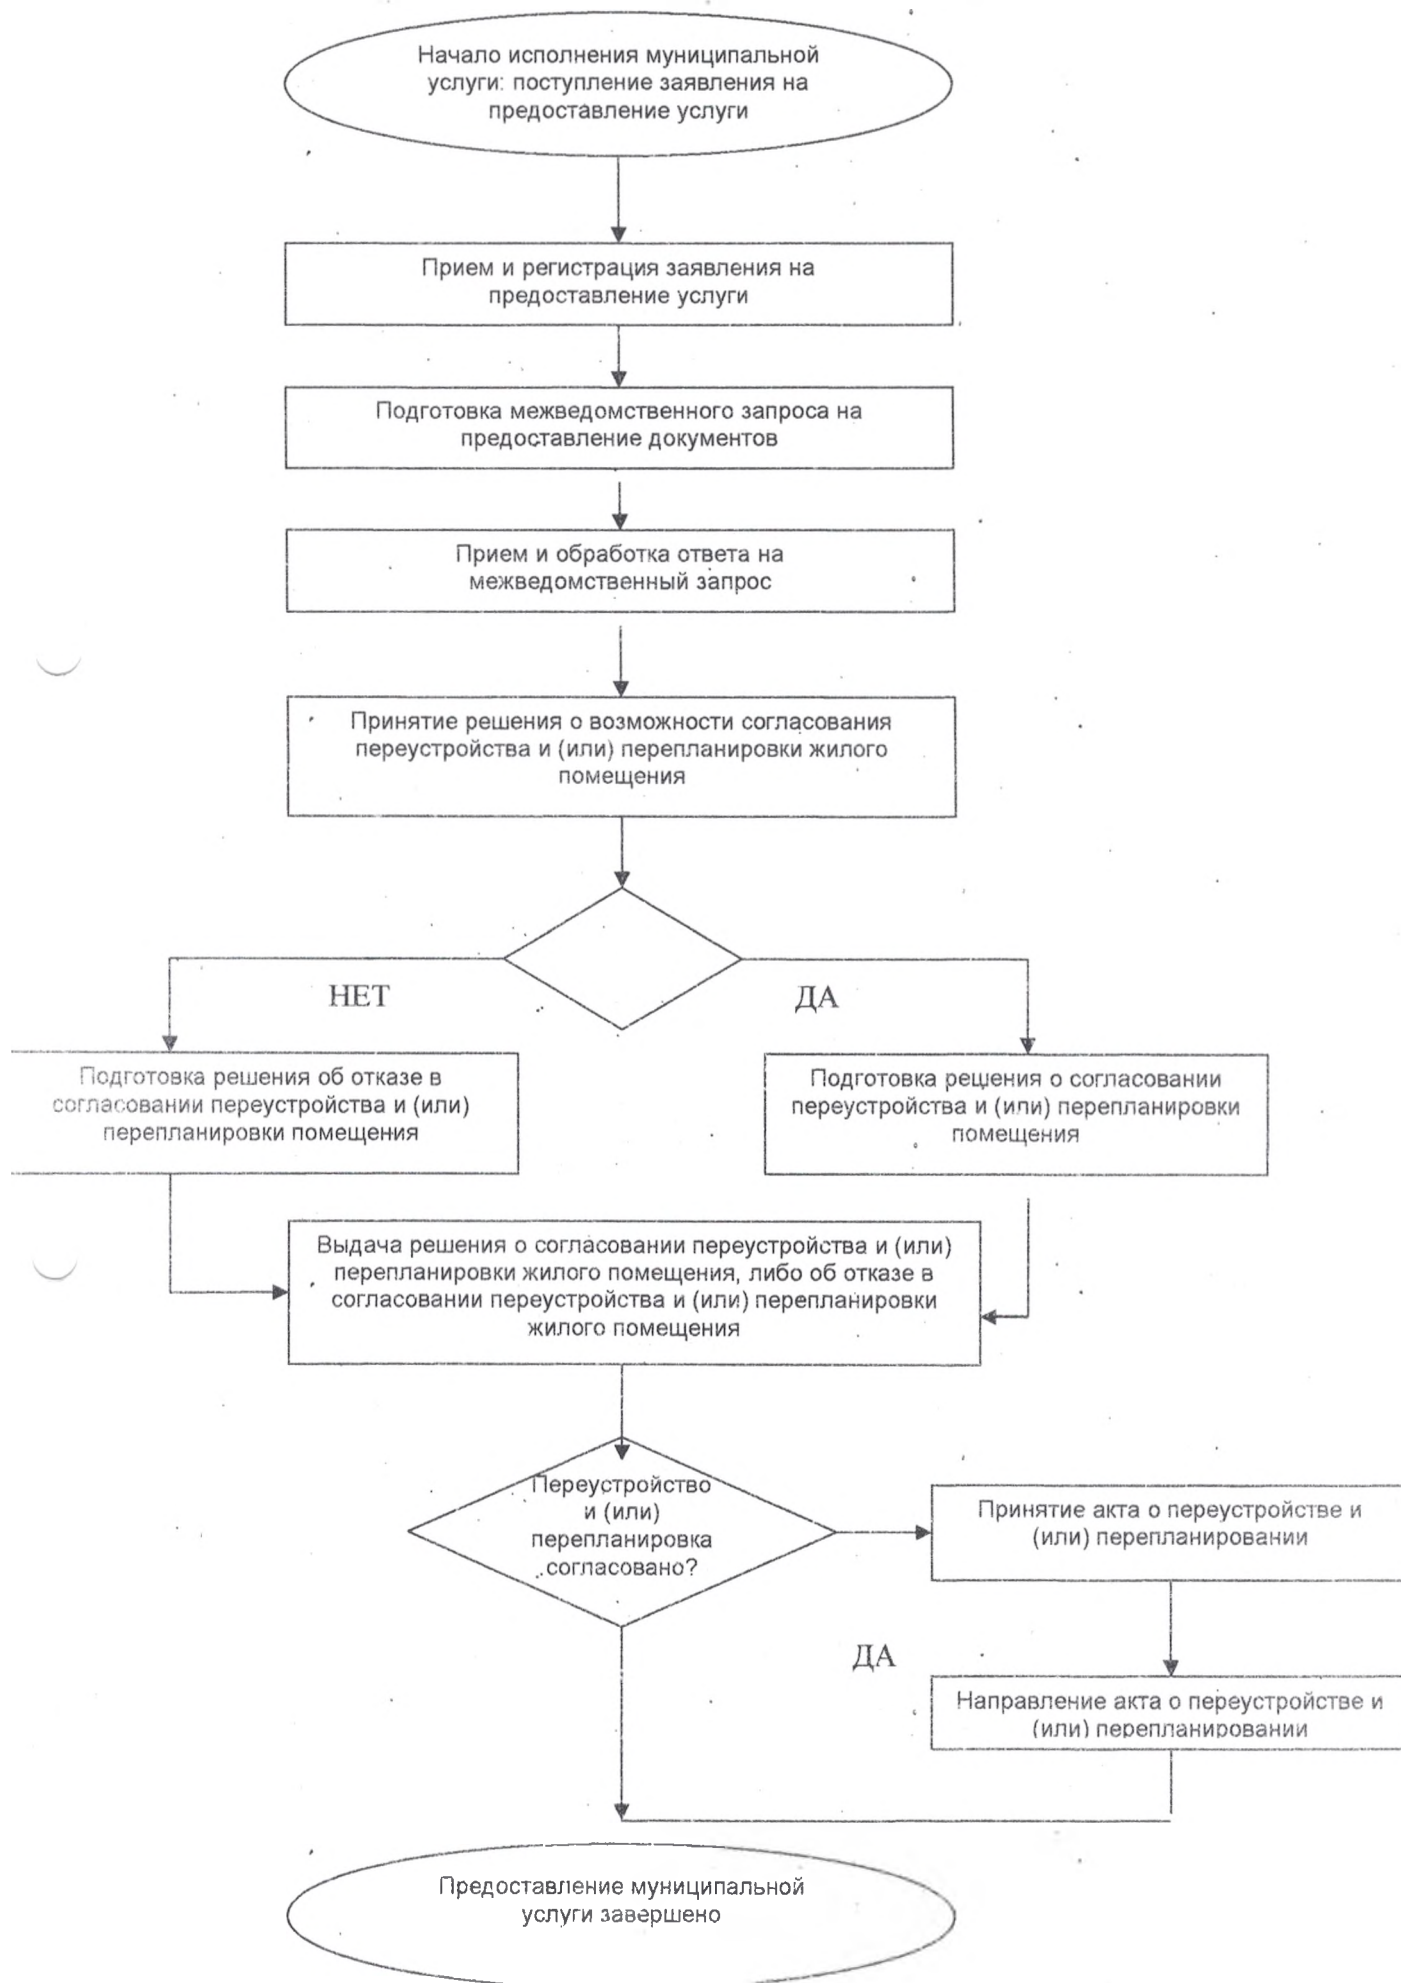 Начало исполнения муниципальной
услуги: поступление заявления на
предоставление услуги
Прием и регистрация заявления на
предоставление услуги
Подготовка межведомственного запроса на
предоставление документов
Прием и обработка ответа на
межведомственный запрос
Принятие решения о возможности согласования
переустройства и (или) перепланировки жилого
помещения
НЕТ
ДА
Подготовка решения об отказе в
согласовании переустройства и (или)
перепланировки помещения
Подготовка решения о согласовании
переустройства и (или) перепланировки
помещения
Выдача решения о согласовании переустройства и (или)
перепланировки жилого помещения, либо об отказе в
согласовании переустройства и (или) перепланировки
жилого помещения
Переустройство
и (или)
перепланировка
согласовано?
Принятие акта о переустройстве и
(или) перепланировании
ДА
Направление акта о переустройстве и
(или) перепланировании
Предоставление муниципальной
услуги завершено